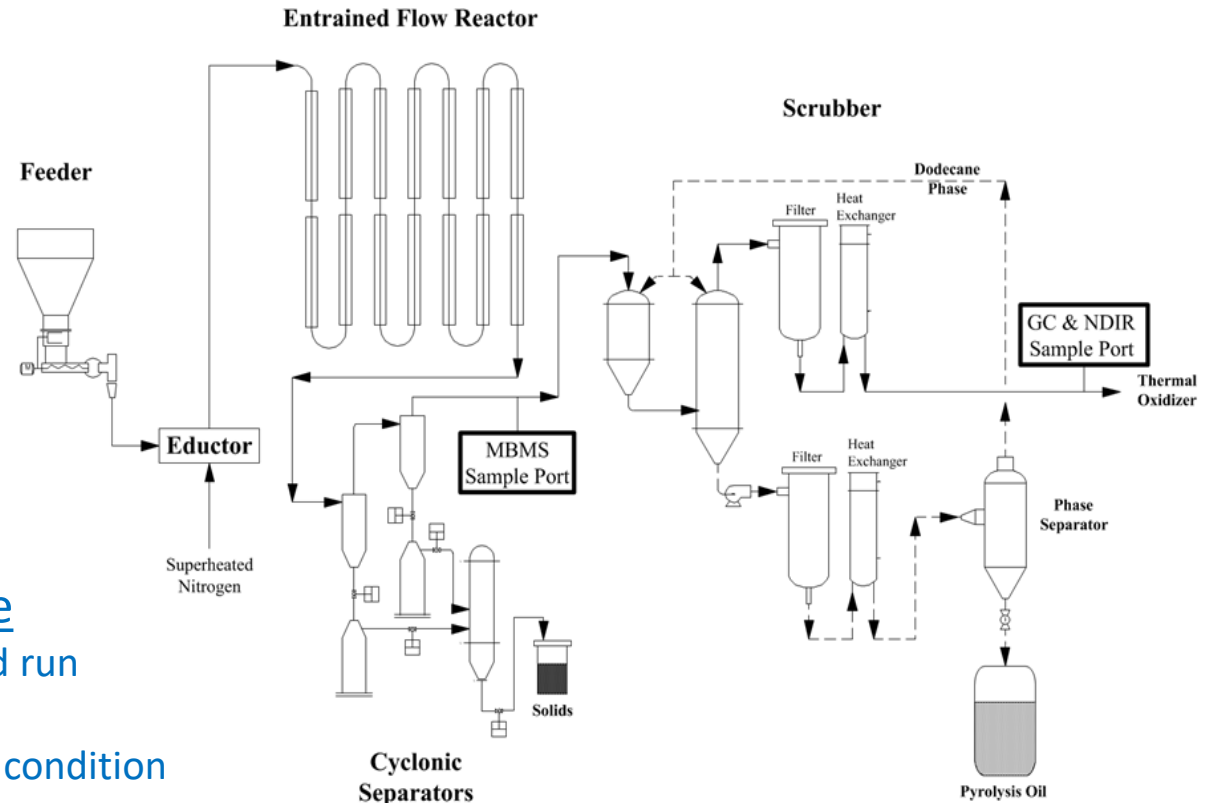 Entrained Flow Reactor
Scrubber
Feeder
Dodecane
Phase
Filter
Heat
Exchanger
GC & NDIR
Sample Port
Thermal
Oxidizer
Eductor
MBMS
Sample Port
Filter
Heat
Exchanger
Phase
Separator
Superheated
Nitrogen
M
e
d run
condition
Solids
Cyclonic
Separators
Pyrolysis Oil